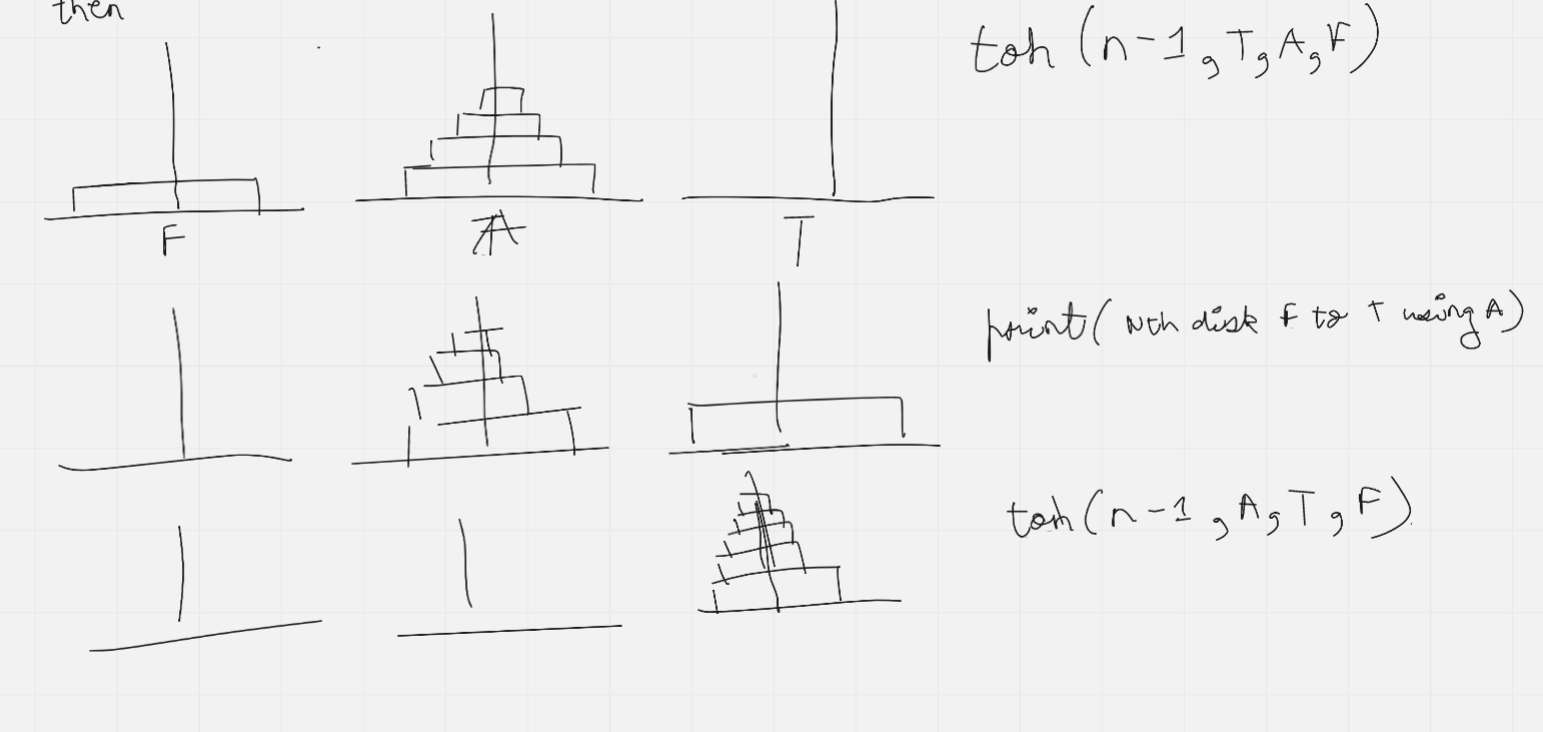 then
toh (n-1, T, A, F)
F A T
print( Nth disk F to T using A)
toh (n-1, A, T, F)